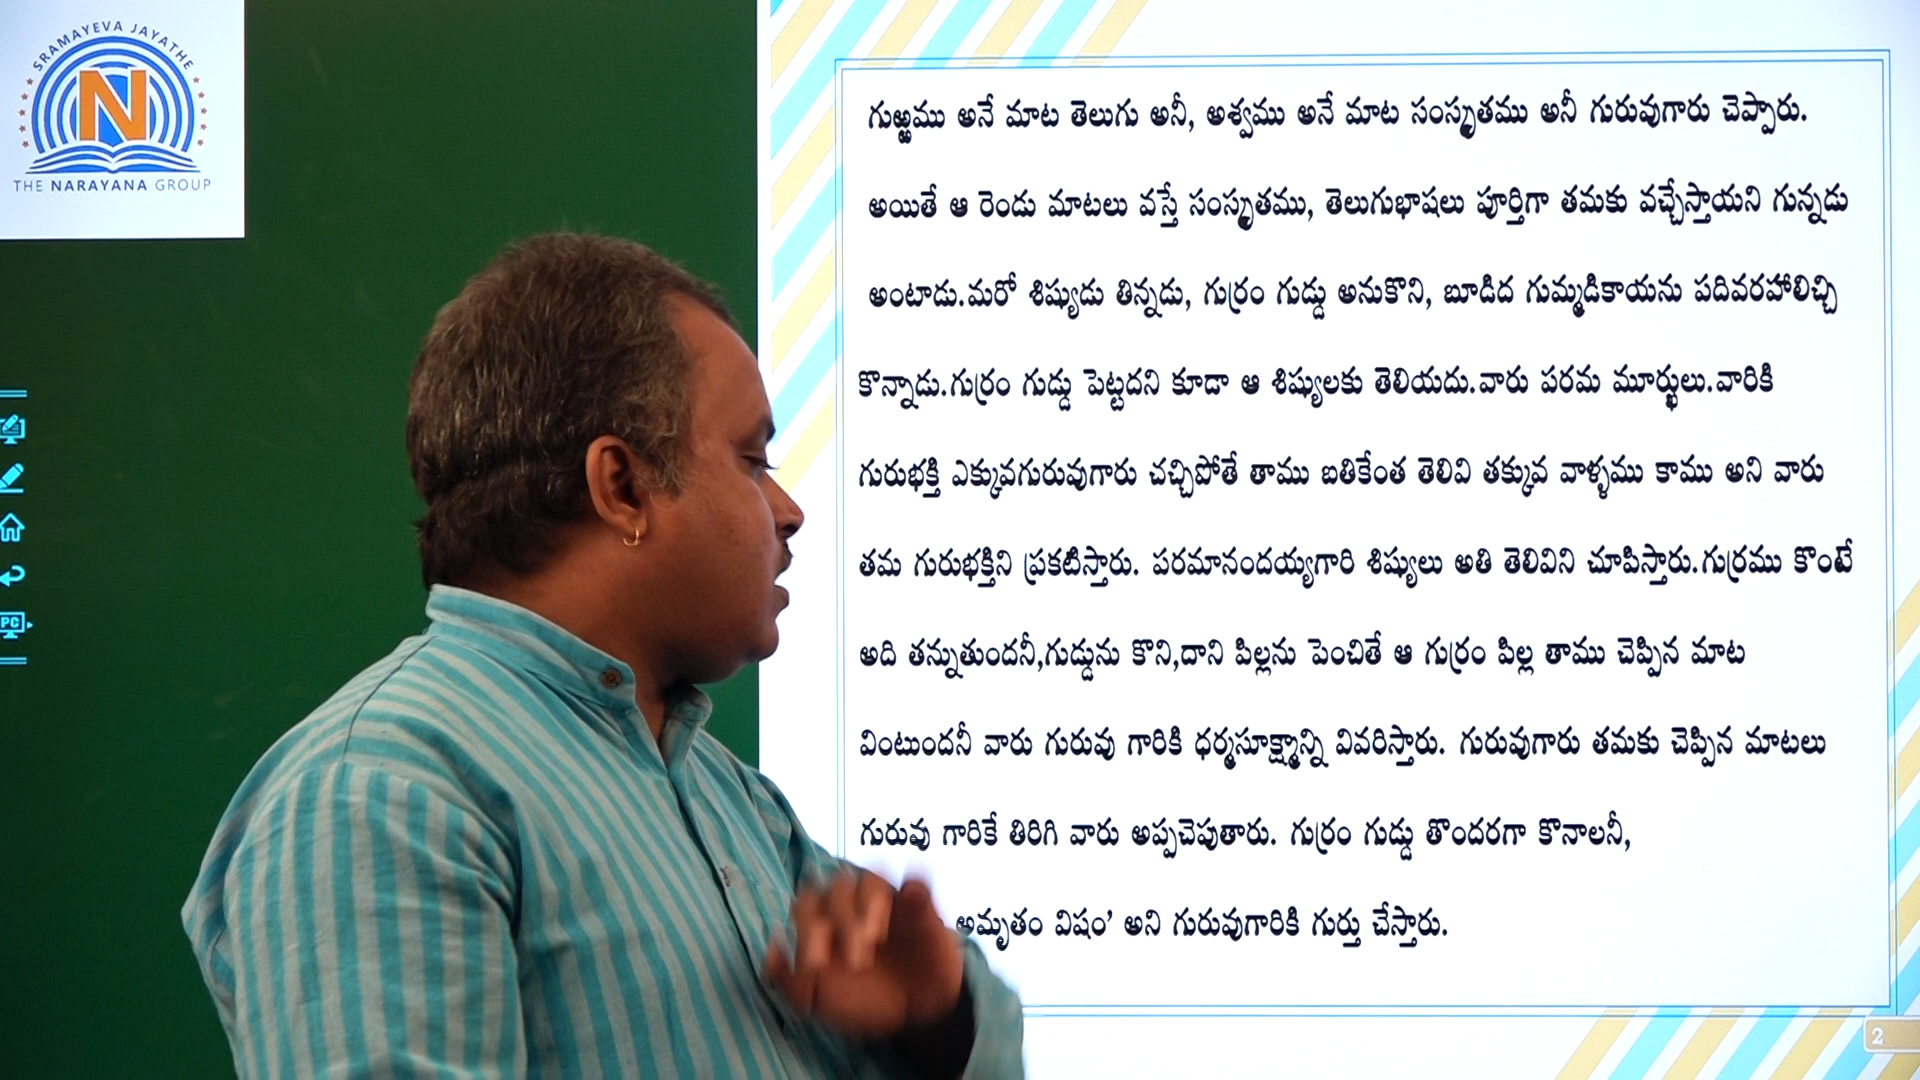 SRAMAYEVA JAYATHE
N
THE NARAYANA GROUP
PC
గుఱ్ఱము అనే మాట తెలుగు అనీ, అశ్వము అనే మాట సంస్కృతము అనీ గురువుగారు చెప్పారు.
అయితే ఆ రెండు మాటలు వస్తే సంస్కృతము, తెలుగుభాషలు పూర్తిగా తమకు వచ్చేస్తాయని గున్నడు
అంటాడు.మరో శిష్యుడు తిన్నడు, గుర్రం గుడ్డు అనుకొని, బూడిద గుమ్మడికాయను పదివరహాలిచ్చి
కొన్నాడు.గుర్రం గుడ్డు పెట్టదని కూడా ఆ శిష్యులకు తెలియదు.వారు పరమ మూర్ఖులు.వారికి
గురుభక్తి ఎక్కువగురువుగారు చచ్చిపోతే తాము బతికేంత తెలివి తక్కువ వాళ్ళము కాము అని వారు
తమ గురుభక్తిని ప్రకటిస్తారు. పరమానందయ్యగారి శిష్యులు అతి తెలివిని చూపిస్తారు.గుర్రము కొంటే
అది తన్నుతుందనీ,గుడ్డును కొని,దాని పిల్లను పెంచితే ఆ గుర్రం పిల్ల తాము చెప్పిన మాట
వింటుందనీ వారు గురువు గారికి ధర్మసూక్ష్మాన్ని వివరిస్తారు. గురువుగారు తమకు చెప్పిన మాటలు
గురువు గారికే తిరిగి వారు అప్పచెపుతారు. గుర్రం గుడ్డు తొందరగా కొనాలనీ,
అమృతం విషం’ అని గురువుగారికి గుర్తు చేస్తారు.
2